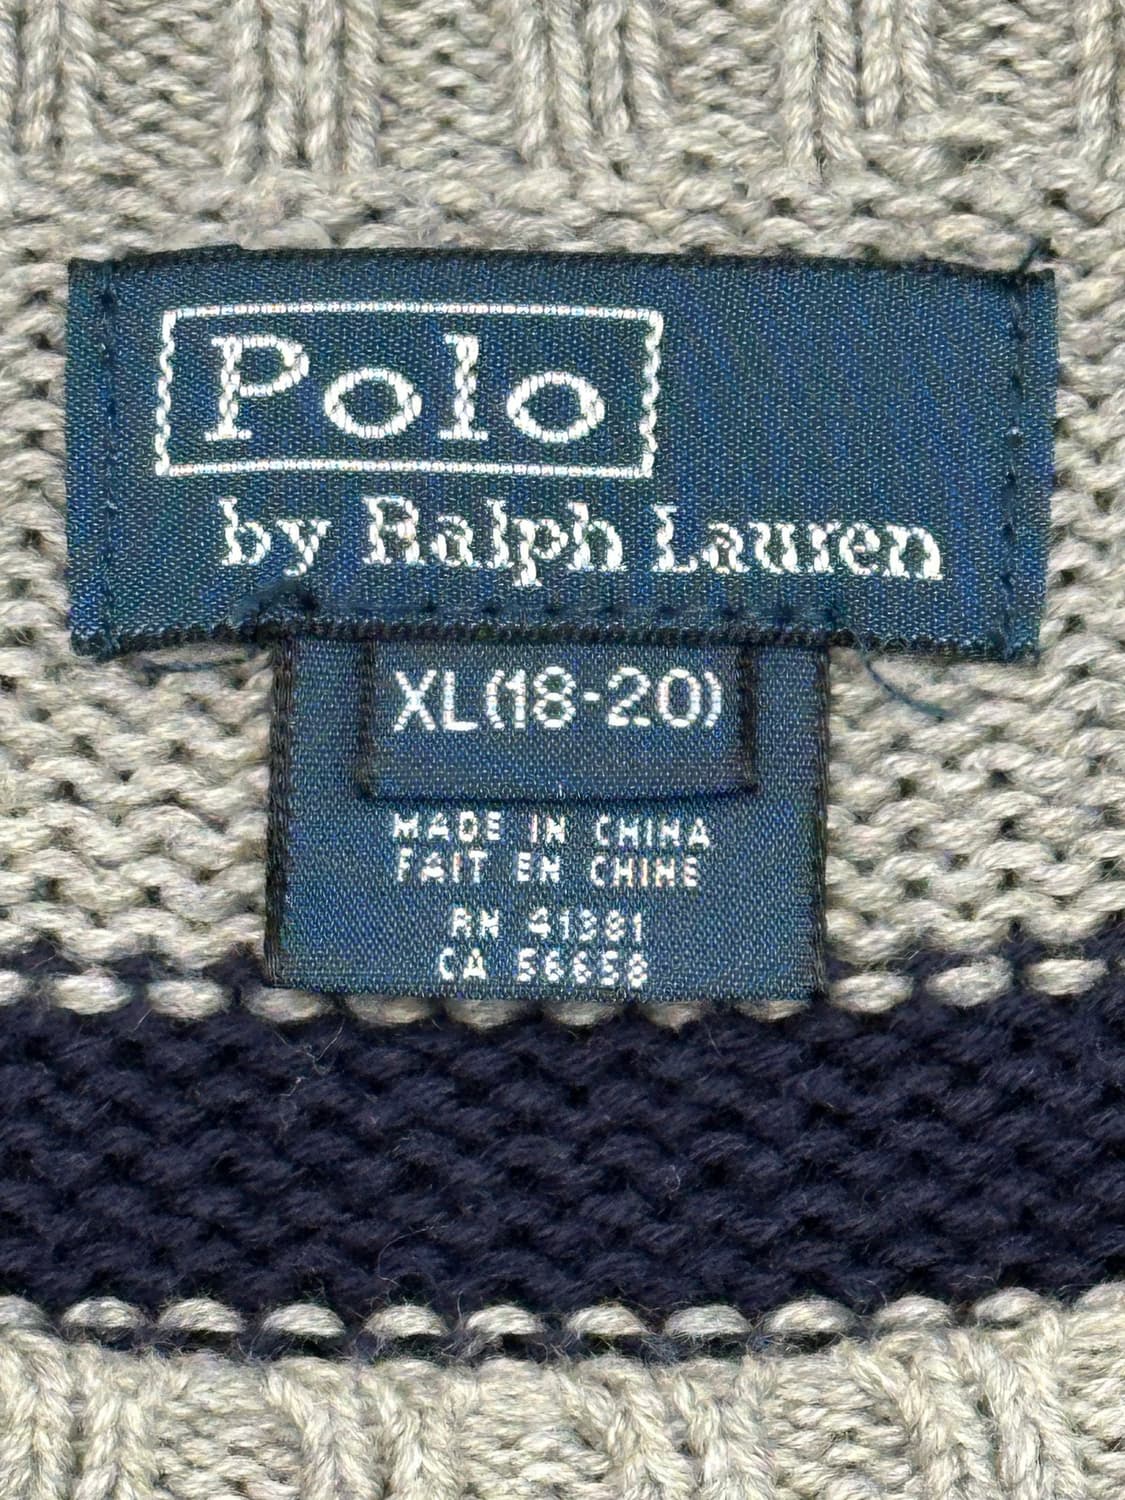 Polo
by Ralph Lauren
XL(18-20)
MADE IN CHINA
FAIT EN CHINE
RN 41381
CA 56658